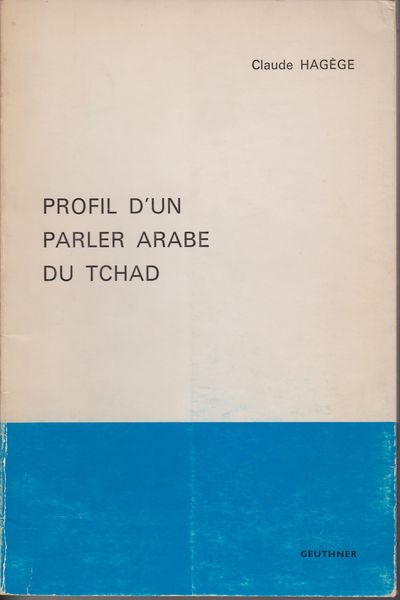 Claude HAGÈGE
PROFIL D'UN
PARLER ARABE
DU TCHAD
GEUTHNER